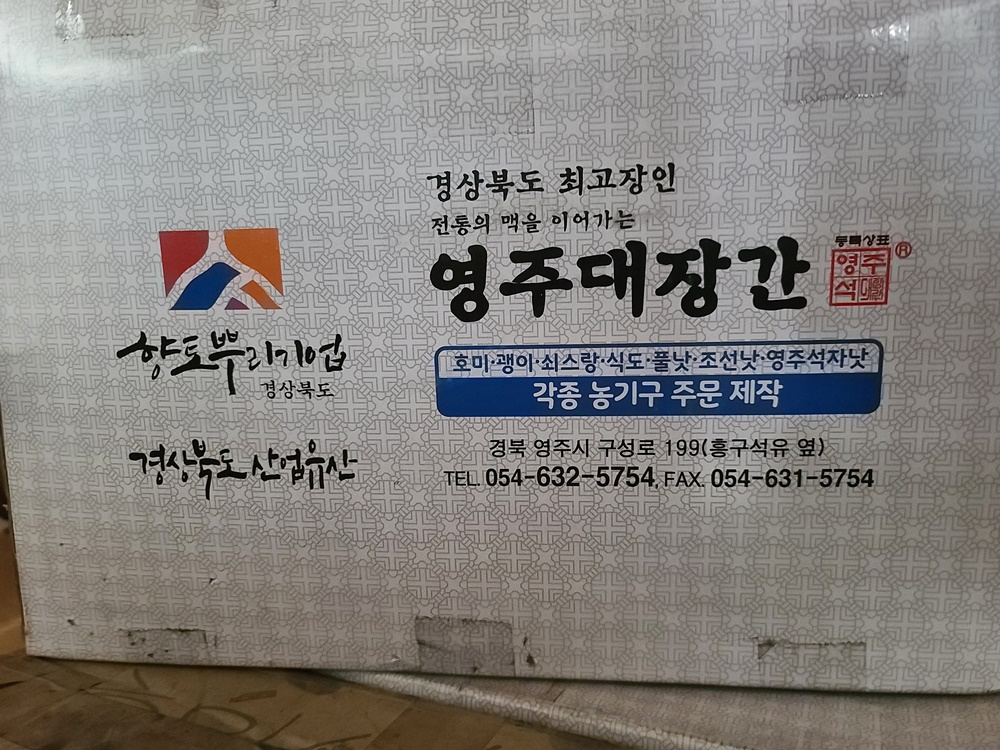 경상북도 최고장인
전통의 맥을 이어가는
영주대장간
등록상표
®
영주
석
향토뿌리기업
경상북도
경상북도 산업유산
호미·괭이·쇠스랑·식도·풀낫·조선낫·영주석자낫
각종 농기구 주문 제작
경북 영주시 구성로 199(흥구석유 옆)
TEL. 054-632-5754, FAX. 054-631-5754